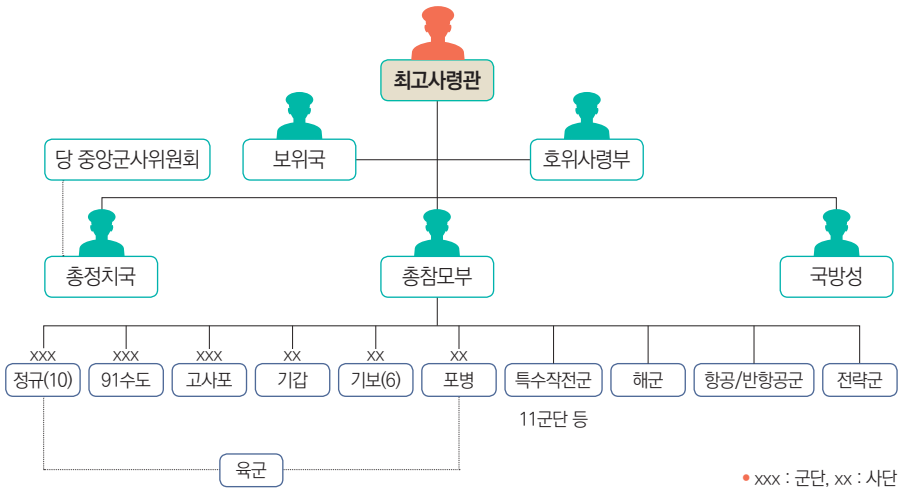 최고사령관
당 중앙군사위원회
보위국
호위사령부
총정치국
총참모부
국방성
xxx
xxx
xxx
xx
xx
xx
정규(10)
91수도
고사포
기갑
기보(6)
포병
특수작전군
해군
항공/반항공군
전략군
11군단 등
육군
• xxx : 군단, xx : 사단